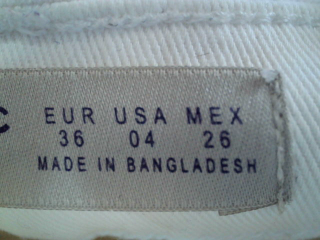 C EUR USA MEX
36 04 26
MADE IN BANGLADESH